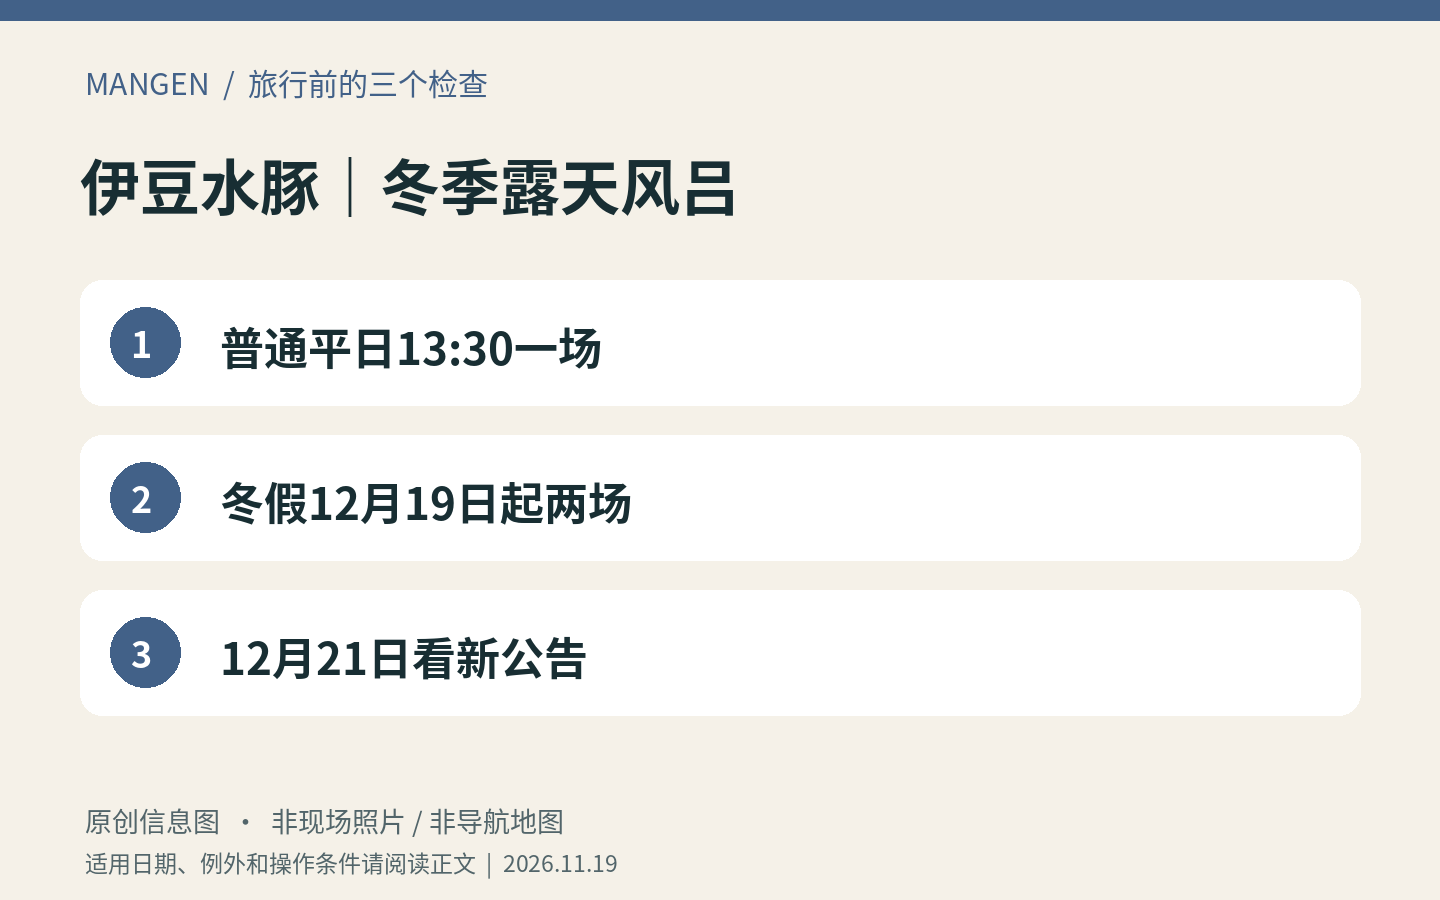 MANGEN / 旅行前的三个检查
伊豆水豚｜冬季露天风吕
1 普通平日13:30一场
2 冬假12月19日起两场
3 12月21日看新公告
原创信息图 · 非现场照片 / 非导航地图
适用日期、例外和操作条件请阅读正文｜2026.11.19